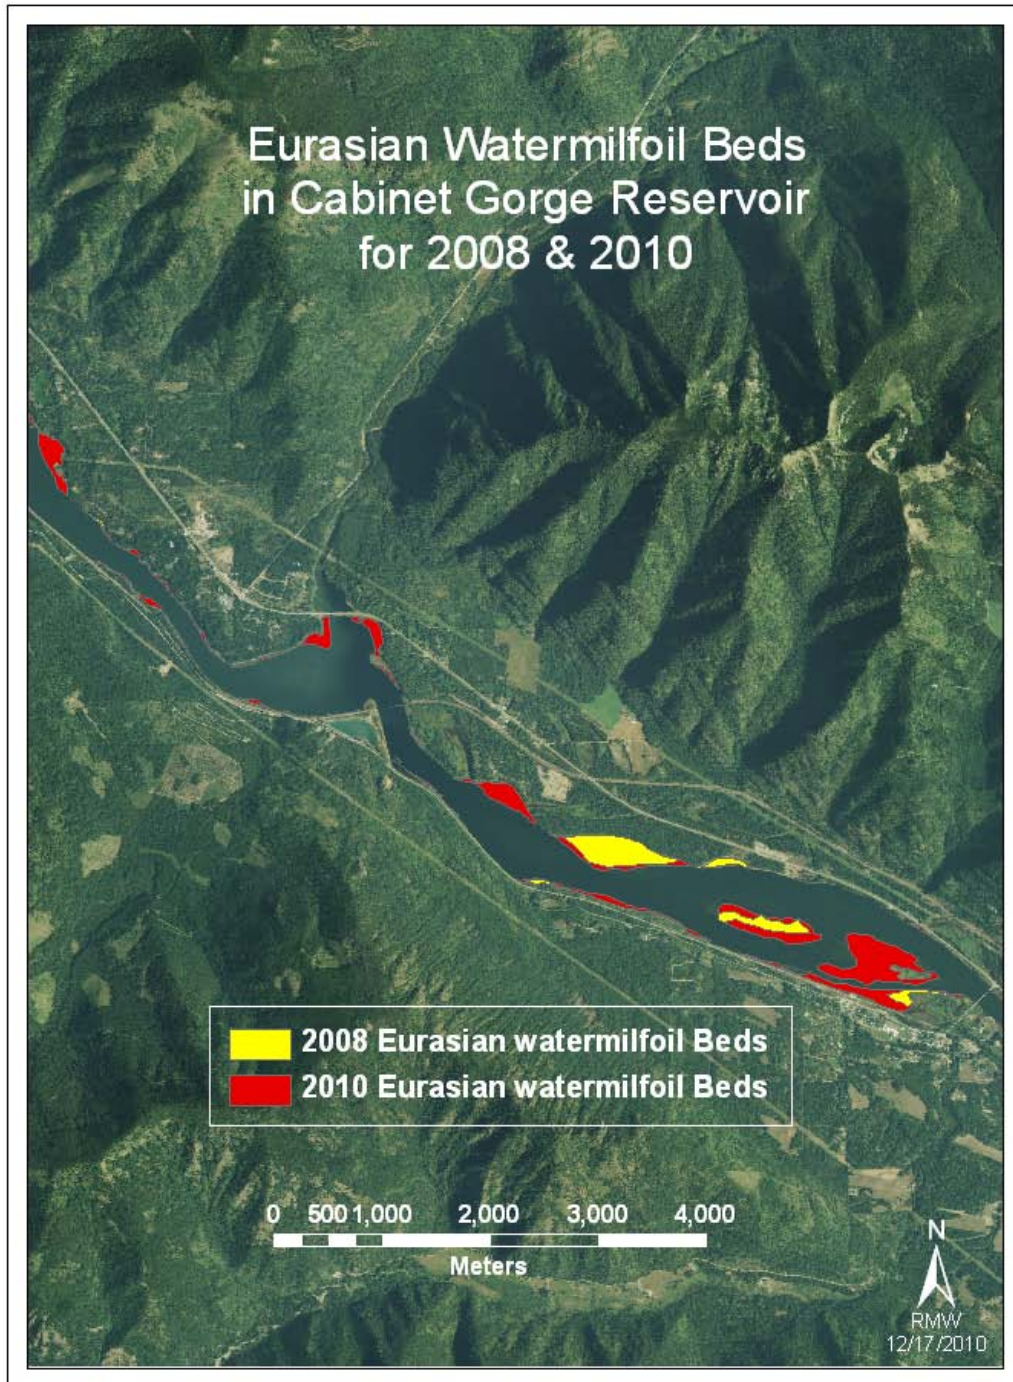 Eurasian Watermilfoil Beds
in Cabinet Gorge Reservoir
for 2008 & 2010
2008 Eurasian watermilfoil Beds
2010 Eurasian watermilfoil Beds
0 500 1,000 2,000 3,000 4,000
Meters
N
RMW
12/17/2010